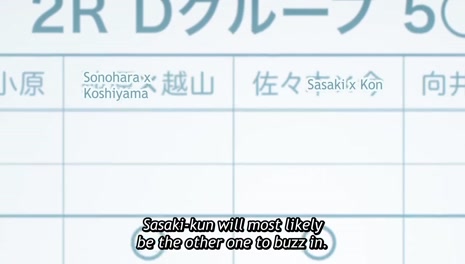 2R Dグループ 5
小原
Sonohara x
Koshiyama
越山
佐々
Sasaki x Kon
向井
Sasaki-kun will most likely
be the other one to buzz in.